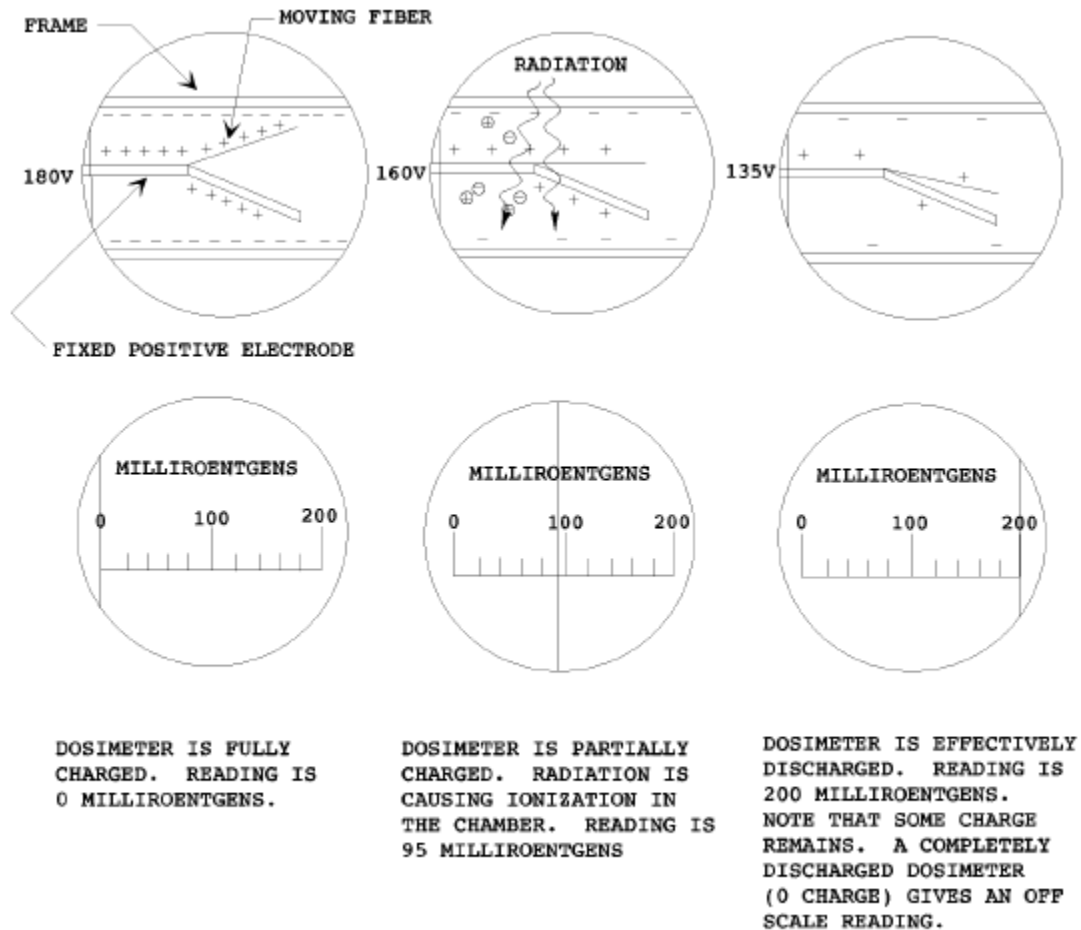 FRAME
MOVING FIBER
RADIATION
180V
160V
135V
FIXED POSITIVE ELECTRODE
MILLIROENTGENS
0 100 200
MILLIROENTGENS
0 100 200
MILLIROENTGENS
0 100 200
DOSIMETER IS FULLY
CHARGED. READING IS
0 MILLIROENTGENS.
DOSIMETER IS PARTIALLY
CHARGED. RADIATION IS
CAUSING IONIZATION IN
THE CHAMBER. READING IS
95 MILLIROENTGENS
DOSIMETER IS EFFECTIVELY
DISCHARGED. READING IS
200 MILLIROENTGENS.
NOTE THAT SOME CHARGE
REMAINS. A COMPLETELY
DISCHARGED DOSIMETER
(0 CHARGE) GIVES AN OFF
SCALE READING.